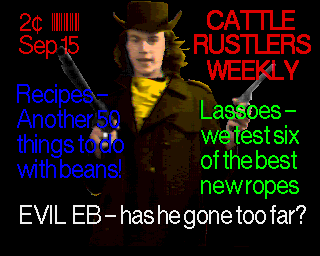 2¢
Sep 15
CATTLE
RUSTLERS
WEEKLY
Recipes –
Another 50
things to do
with beans!
Lassoes –
we test six
of the best
new ropes
EVIL EB – has he gone too far?